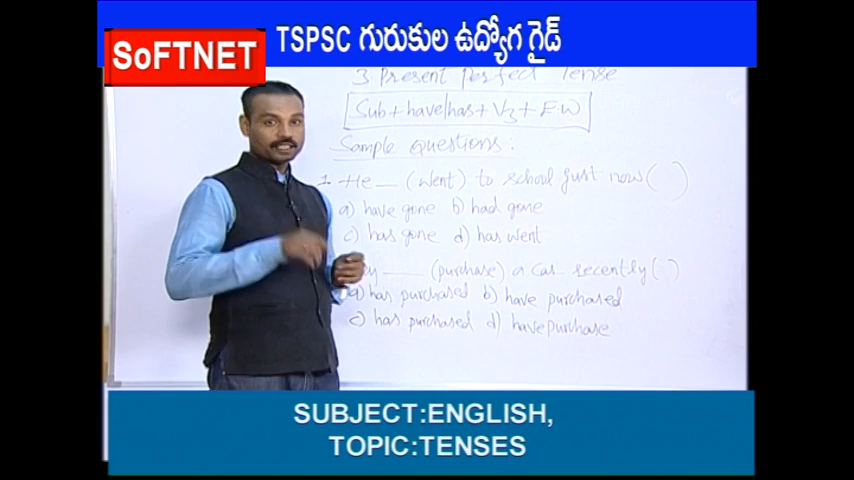 TSPSC గురుకుల ఉద్యోగ గైడ్
SoFTNET
3 Present perfect Tense
Sub + have/has + V3 + E.W
Sample questions :
1. He __ (went) to school just now ( )
a) have gone b) had gone
c) has gone d) has went
(purchase) a car recently ( )
a) has purchased b) have purchased
c) has purchased d) have purchase
SUBJECT:ENGLISH,
TOPIC:TENSES